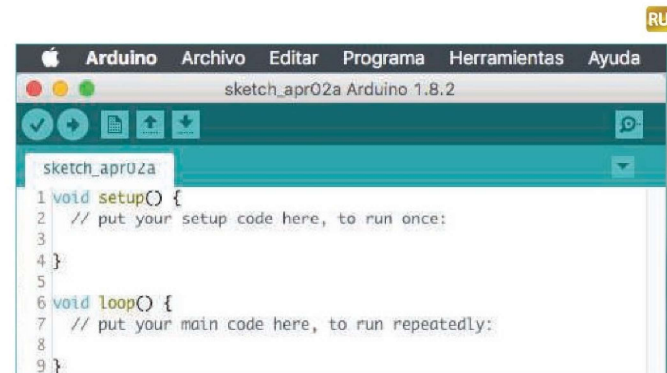 RU
Arduino Archivo Editar Programa Herramientas Ayuda
sketch_apr02a Arduino 1.8.2
sketch_apr02a
1 void setup() {
2 // put your setup code here, to run once:
3
4 }
5
6 void loop() {
7 // put your main code here, to run repeatedly:
8
9 }